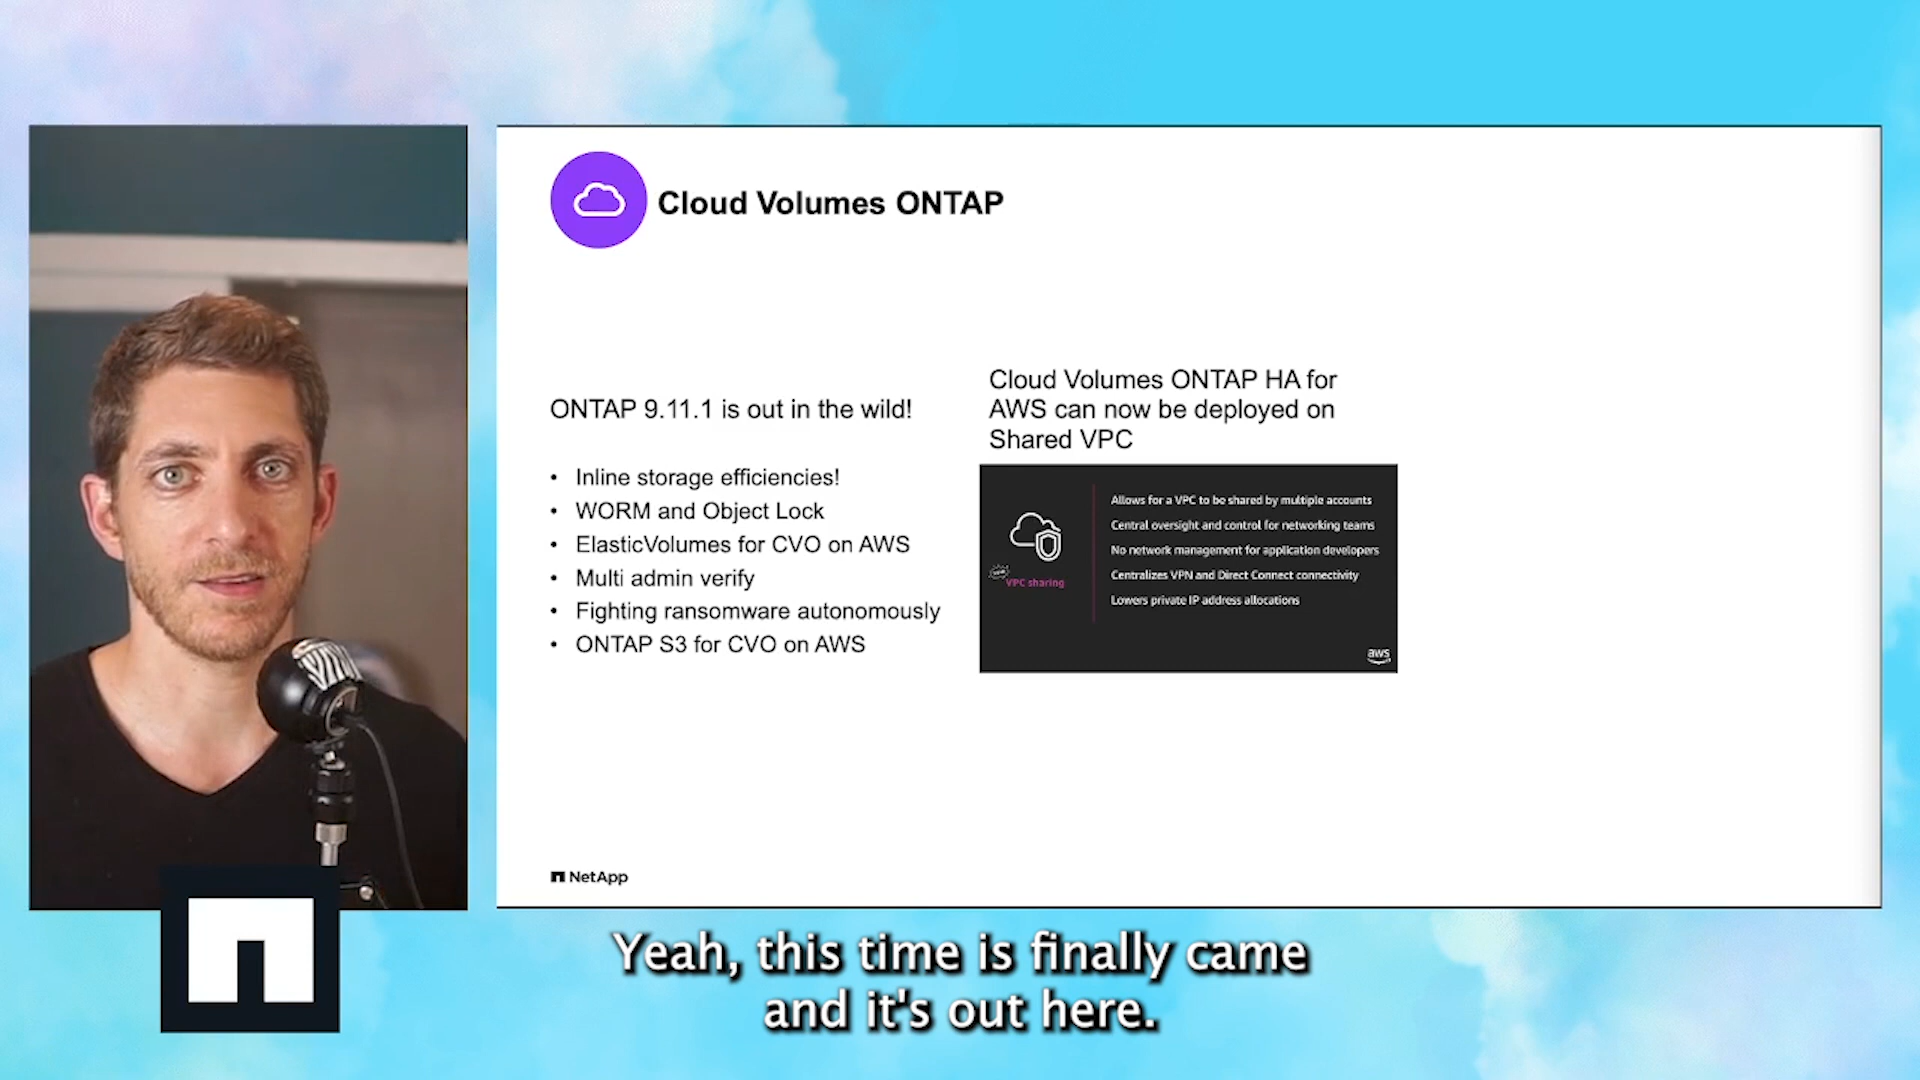 Cloud Volumes ONTAP
ONTAP 9.11.1 is out in the wild!
• Inline storage efficiencies!
• WORM and Object Lock
• ElasticVolumes for CVO on AWS
• Multi admin verify
• Fighting ransomware autonomously
• ONTAP S3 for CVO on AWS
Cloud Volumes ONTAP HA for
AWS can now be deployed on
Shared VPC
VPC sharing
Allows for a VPC to be shared by multiple accounts
Central oversight and control for networking teams
No network management for application developers
Centralizes VPN and Direct Connect connectivity
Lowers private IP address allocations
aws
NetApp
Yeah, this time is finally came
and it's out here.